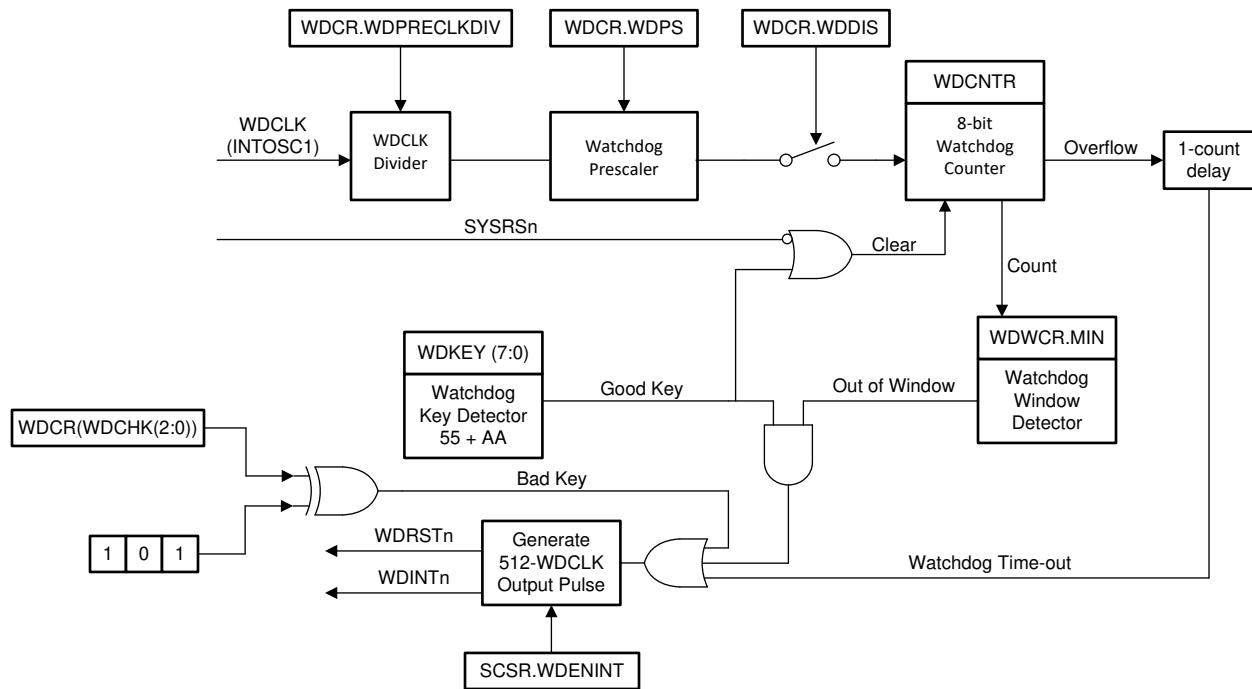 WDCR.WDPRECLKDIV
WDCR.WDPS
WDCR.WDDIS
WDCNTR
WDCLK
(INTOSC1)
WDCLK
Divider
Watchdog
Prescaler
8-bit
Watchdog
Counter
Overflow
1-count
delay
SYSRSn
Clear
Count
WDKEY (7:0)
Watchdog
Key Detector
55 + AA
Good Key
Out of Window
WDWCR.MIN
Watchdog
Window
Detector
WDCR(WDCHK(2:0))
Bad Key
1 0 1
WDRSTn
WDINTn
Generate
512-WDCLK
Output Pulse
Watchdog Time-out
SCSR.WDENINT